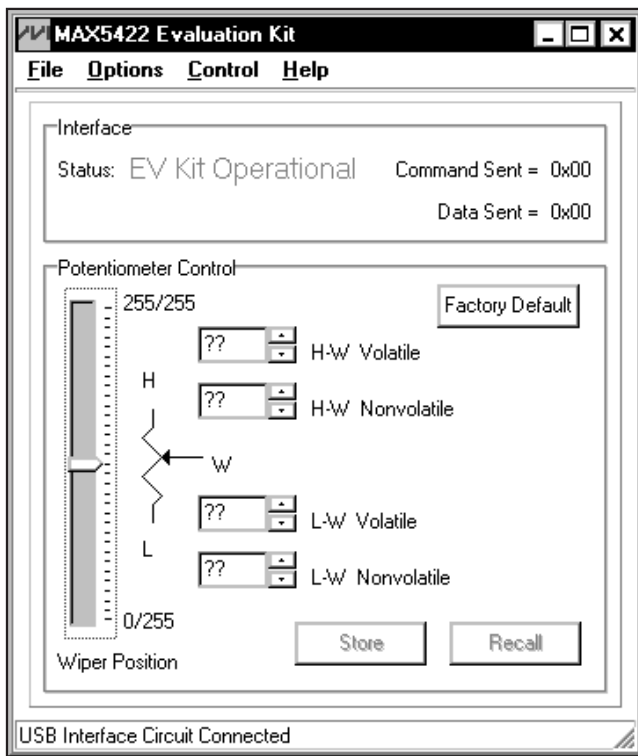 MAX5422 Evaluation Kit
File Options Control Help
Interface
Status: EV Kit Operational Command Sent = 0x00
Data Sent = 0x00
Potentiometer Control
255/255
Factory Default
?? H-W Volatile
H
?? H-W Nonvolatile
W
?? L-W Volatile
L
?? L-W Nonvolatile
0/255
Store Recall
Wiper Position
USB Interface Circuit Connected